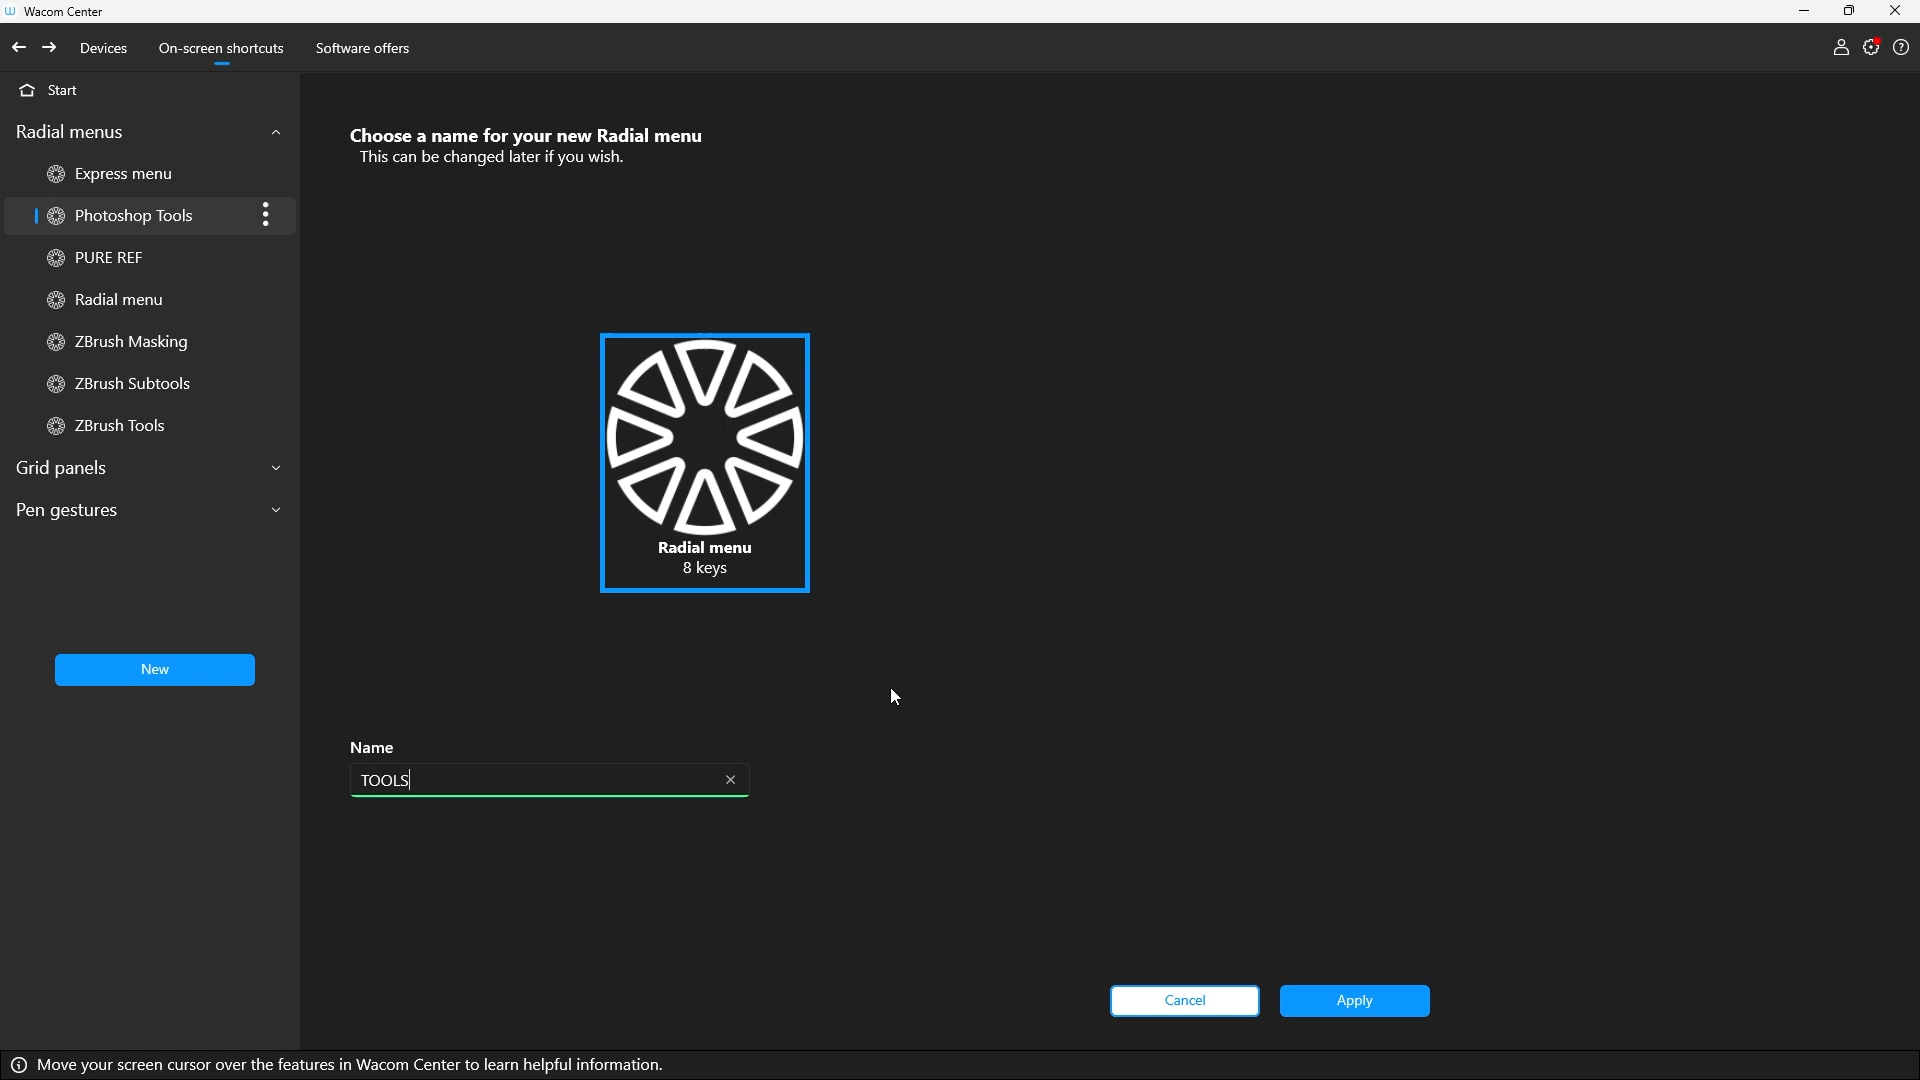 Wacom Center
Devices
On-screen shortcuts
Software offers
Start
Radial menus
Express menu
Photoshop Tools
PURE REF
Radial menu
ZBrush Masking
ZBrush Subtools
ZBrush Tools
Grid panels
Pen gestures
New
Choose a name for your new Radial menu
This can be changed later if you wish.
Radial menu
8 keys
Name
TOOLS
Cancel
Apply
Move your screen cursor over the features in Wacom Center to learn helpful information.